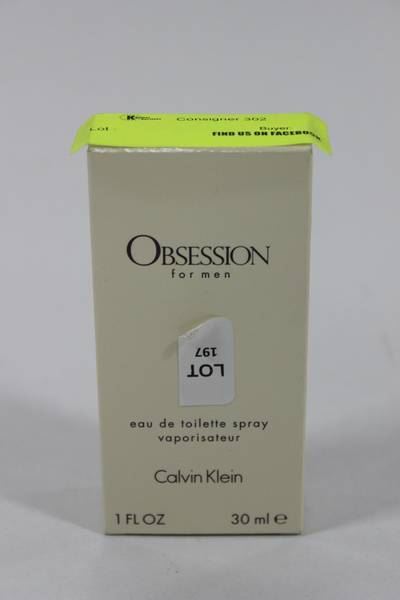 Consigner 302
Lot :
Buyer:
FIND US ON FACEBOOK
OBSESSION
for men
LOT
197
eau de toilette spray
vaporisateur
Calvin Klein
1 FL OZ 30 ml ℮